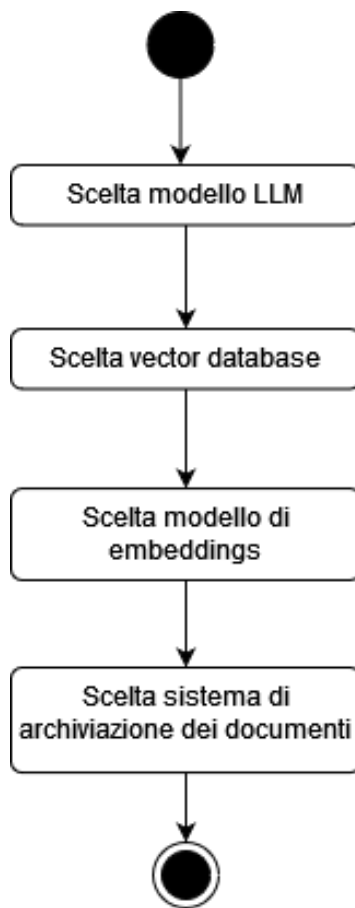 Scelta modello LLM
Scelta vector database
Scelta modello di
embeddings
Scelta sistema di
archiviazione dei documenti